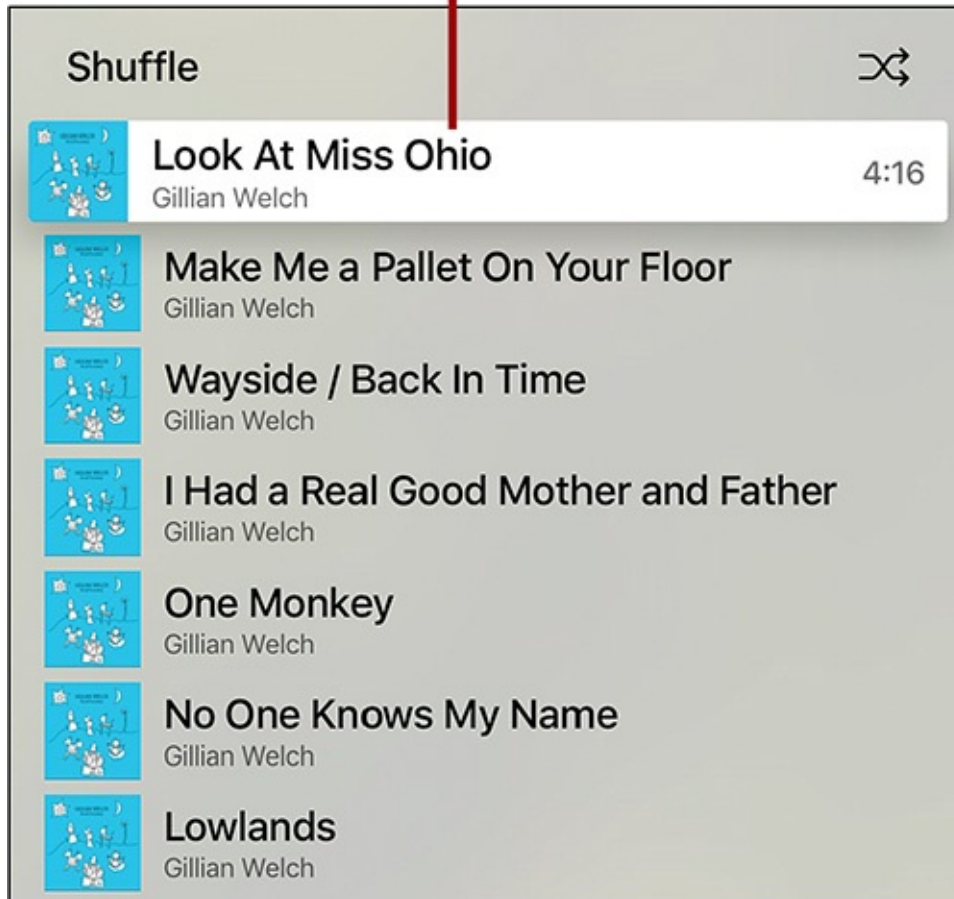 Shuffle
Look At Miss Ohio
Gillian Welch
4:16
Make Me a Pallet On Your Floor
Gillian Welch
Wayside / Back In Time
Gillian Welch
I Had a Real Good Mother and Father
Gillian Welch
One Monkey
Gillian Welch
No One Knows My Name
Gillian Welch
Lowlands
Gillian Welch